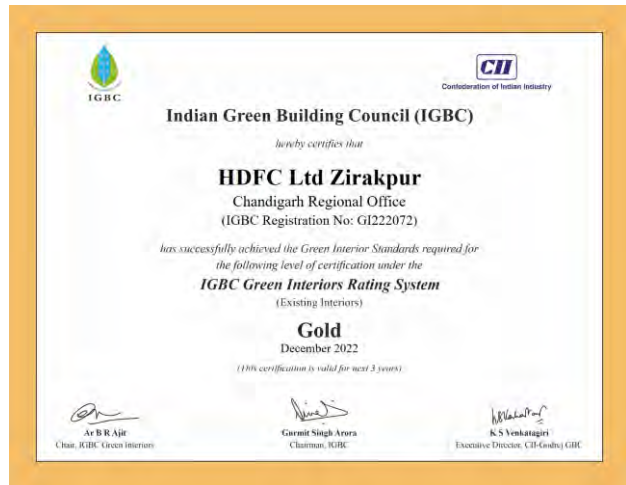 IGBC
CII
Confederation of Indian Industry
Indian Green Building Council (IGBC)
hereby certifies that
HDFC Ltd Zirakpur
Chandigarh Regional Office
(IGBC Registration No: GI222072)
has successfully achieved the Green Interior Standards required for
the following level of certification under the
IGBC Green Interiors Rating System
(Existing Interiors)
Gold
December 2022
(This certification is valid for next 3 years)
Ar B R Ajit
Chair, IGBC Green Interiors
Gurmit Singh Arora
Chairman, IGBC
K S Venkatagiri
Executive Director, CII-Godrej GBC